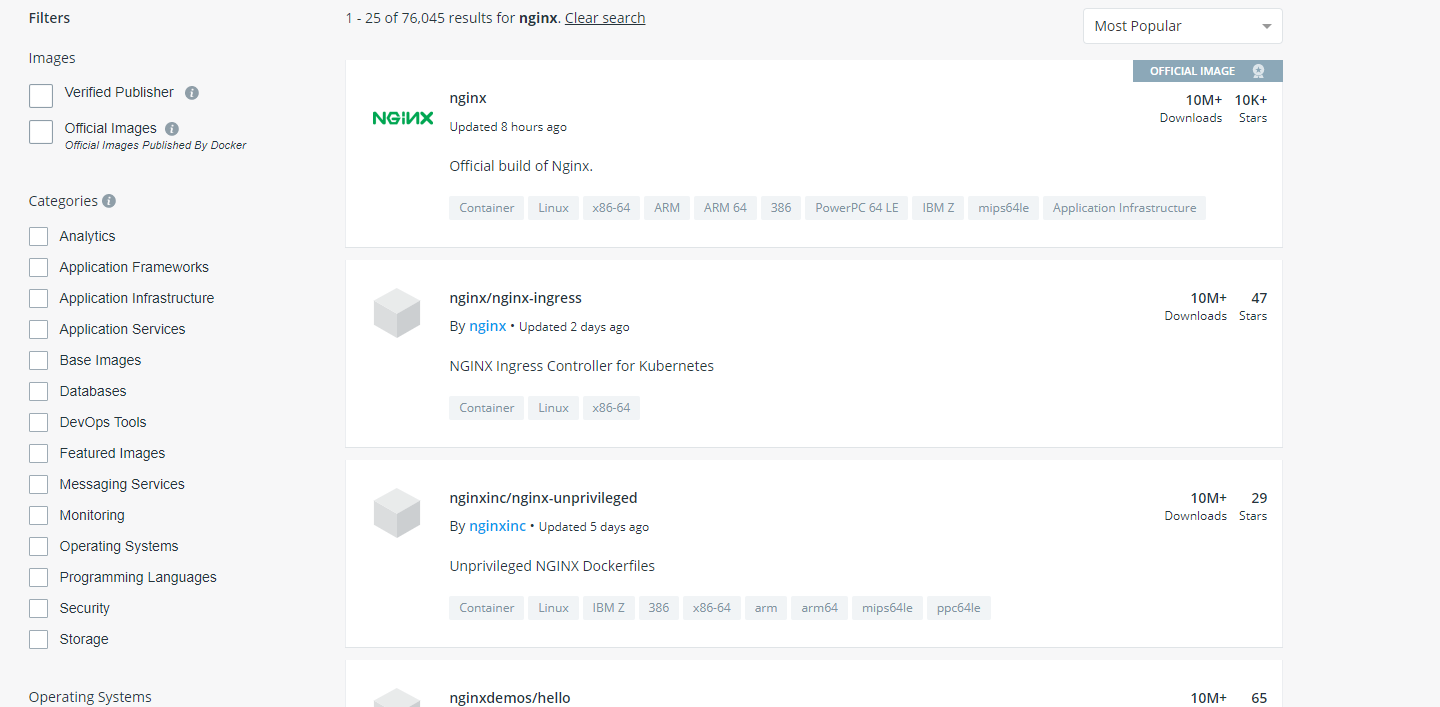 Filters
Images
Verified Publisher
Official Images
Official Images Published By Docker
Categories
Analytics
Application Frameworks
Application Infrastructure
Application Services
Base Images
Databases
DevOps Tools
Featured Images
Messaging Services
Monitoring
Operating Systems
Programming Languages
Security
Storage
Operating Systems
1 - 25 of 76,045 results for nginx. Clear search
Most Popular
OFFICIAL IMAGE
NGINX
nginx
10M+ 10K+
Downloads Stars
Updated 8 hours ago
Official build of Nginx.
Container Linux x86-64 ARM ARM 64 386 PowerPC 64 LE IBM Z mips64le Application Infrastructure
nginx/nginx-ingress
10M+ 47
Downloads Stars
By nginx • Updated 2 days ago
NGINX Ingress Controller for Kubernetes
Container Linux x86-64
nginxinc/nginx-unprivileged
10M+ 29
Downloads Stars
By nginxinc • Updated 5 days ago
Unprivileged NGINX Dockerfiles
Container Linux IBM Z 386 x86-64 arm arm64 mips64le ppc64le
nginxdemos/hello
10M+ 65